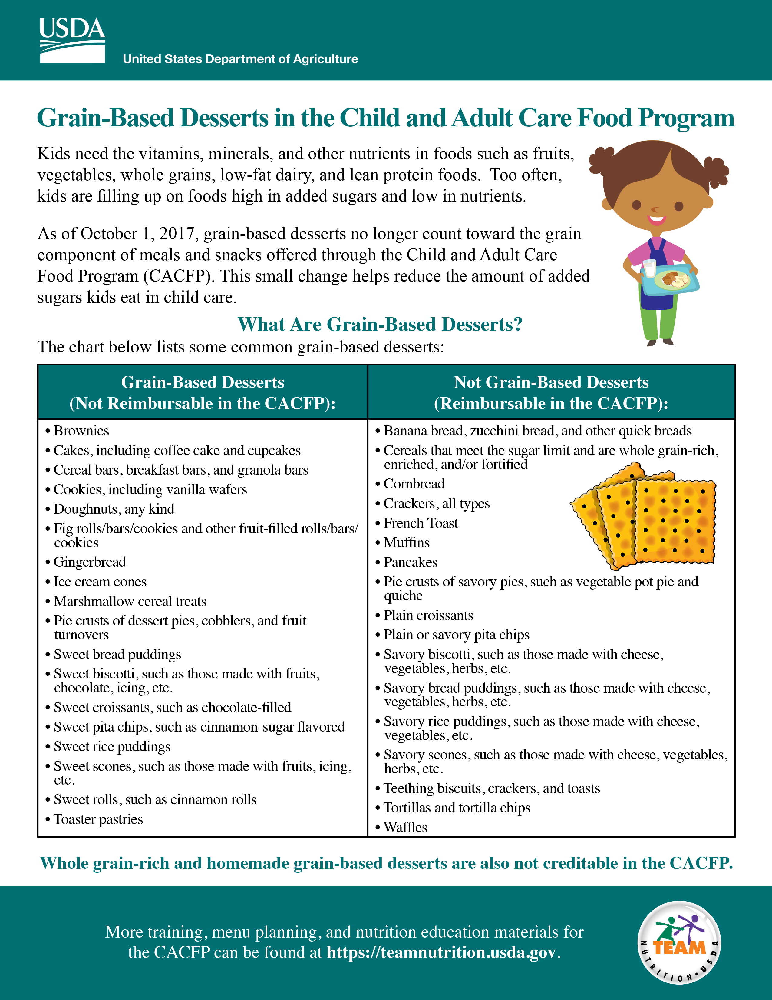 USDA
United States Department of Agriculture
Grain-Based Desserts in the Child and Adult Care Food Program
Kids need the vitamins, minerals, and other nutrients in foods such as fruits,
vegetables, whole grains, low-fat dairy, and lean protein foods.  Too often,
kids are filling up on foods high in added sugars and low in nutrients.
As of October 1, 2017, grain-based desserts no longer count toward the grain
component of meals and snacks offered through the Child and Adult Care
Food Program (CACFP). This small change helps reduce the amount of added
sugars kids eat in child care.
What Are Grain-Based Desserts?
The chart below lists some common grain-based desserts:
Grain-Based Desserts
(Not Reimbursable in the CACFP):
• Brownies
• Cakes, including coffee cake and cupcakes
• Cereal bars, breakfast bars, and granola bars
• Cookies, including vanilla wafers
• Doughnuts, any kind
• Fig rolls/bars/cookies and other fruit-filled rolls/bars/
cookies
• Gingerbread
• Ice cream cones
• Marshmallow cereal treats
• Pie crusts of dessert pies, cobblers, and fruit
turnovers
• Sweet bread puddings
• Sweet biscotti, such as those made with fruits,
chocolate, icing, etc.
• Sweet croissants, such as chocolate-filled
• Sweet pita chips, such as cinnamon-sugar flavored
• Sweet rice puddings
• Sweet scones, such as those made with fruits, icing,
etc.
• Sweet rolls, such as cinnamon rolls
• Toaster pastries
Not Grain-Based Desserts
(Reimbursable in the CACFP):
• Banana bread, zucchini bread, and other quick breads
• Cereals that meet the sugar limit and are whole grain-rich,
enriched, and/or fortified
• Cornbread
• Crackers, all types
• French Toast
• Muffins
• Pancakes
• Pie crusts of savory pies, such as vegetable pot pie and
quiche
• Plain croissants
• Plain or savory pita chips
• Savory biscotti, such as those made with cheese,
vegetables, herbs, etc.
• Savory bread puddings, such as those made with cheese,
vegetables, herbs, etc.
• Savory rice puddings, such as those made with cheese,
vegetables, etc.
• Savory scones, such as those made with cheese, vegetables,
herbs, etc.
• Teething biscuits, crackers, and toasts
• Tortillas and tortilla chips
• Waffles
Whole grain-rich and homemade grain-based desserts are also not creditable in the CACFP.
More training, menu planning, and nutrition education materials for
the CACFP can be found at https://teamnutrition.usda.gov.
TEAM
NUTRITION • USDA